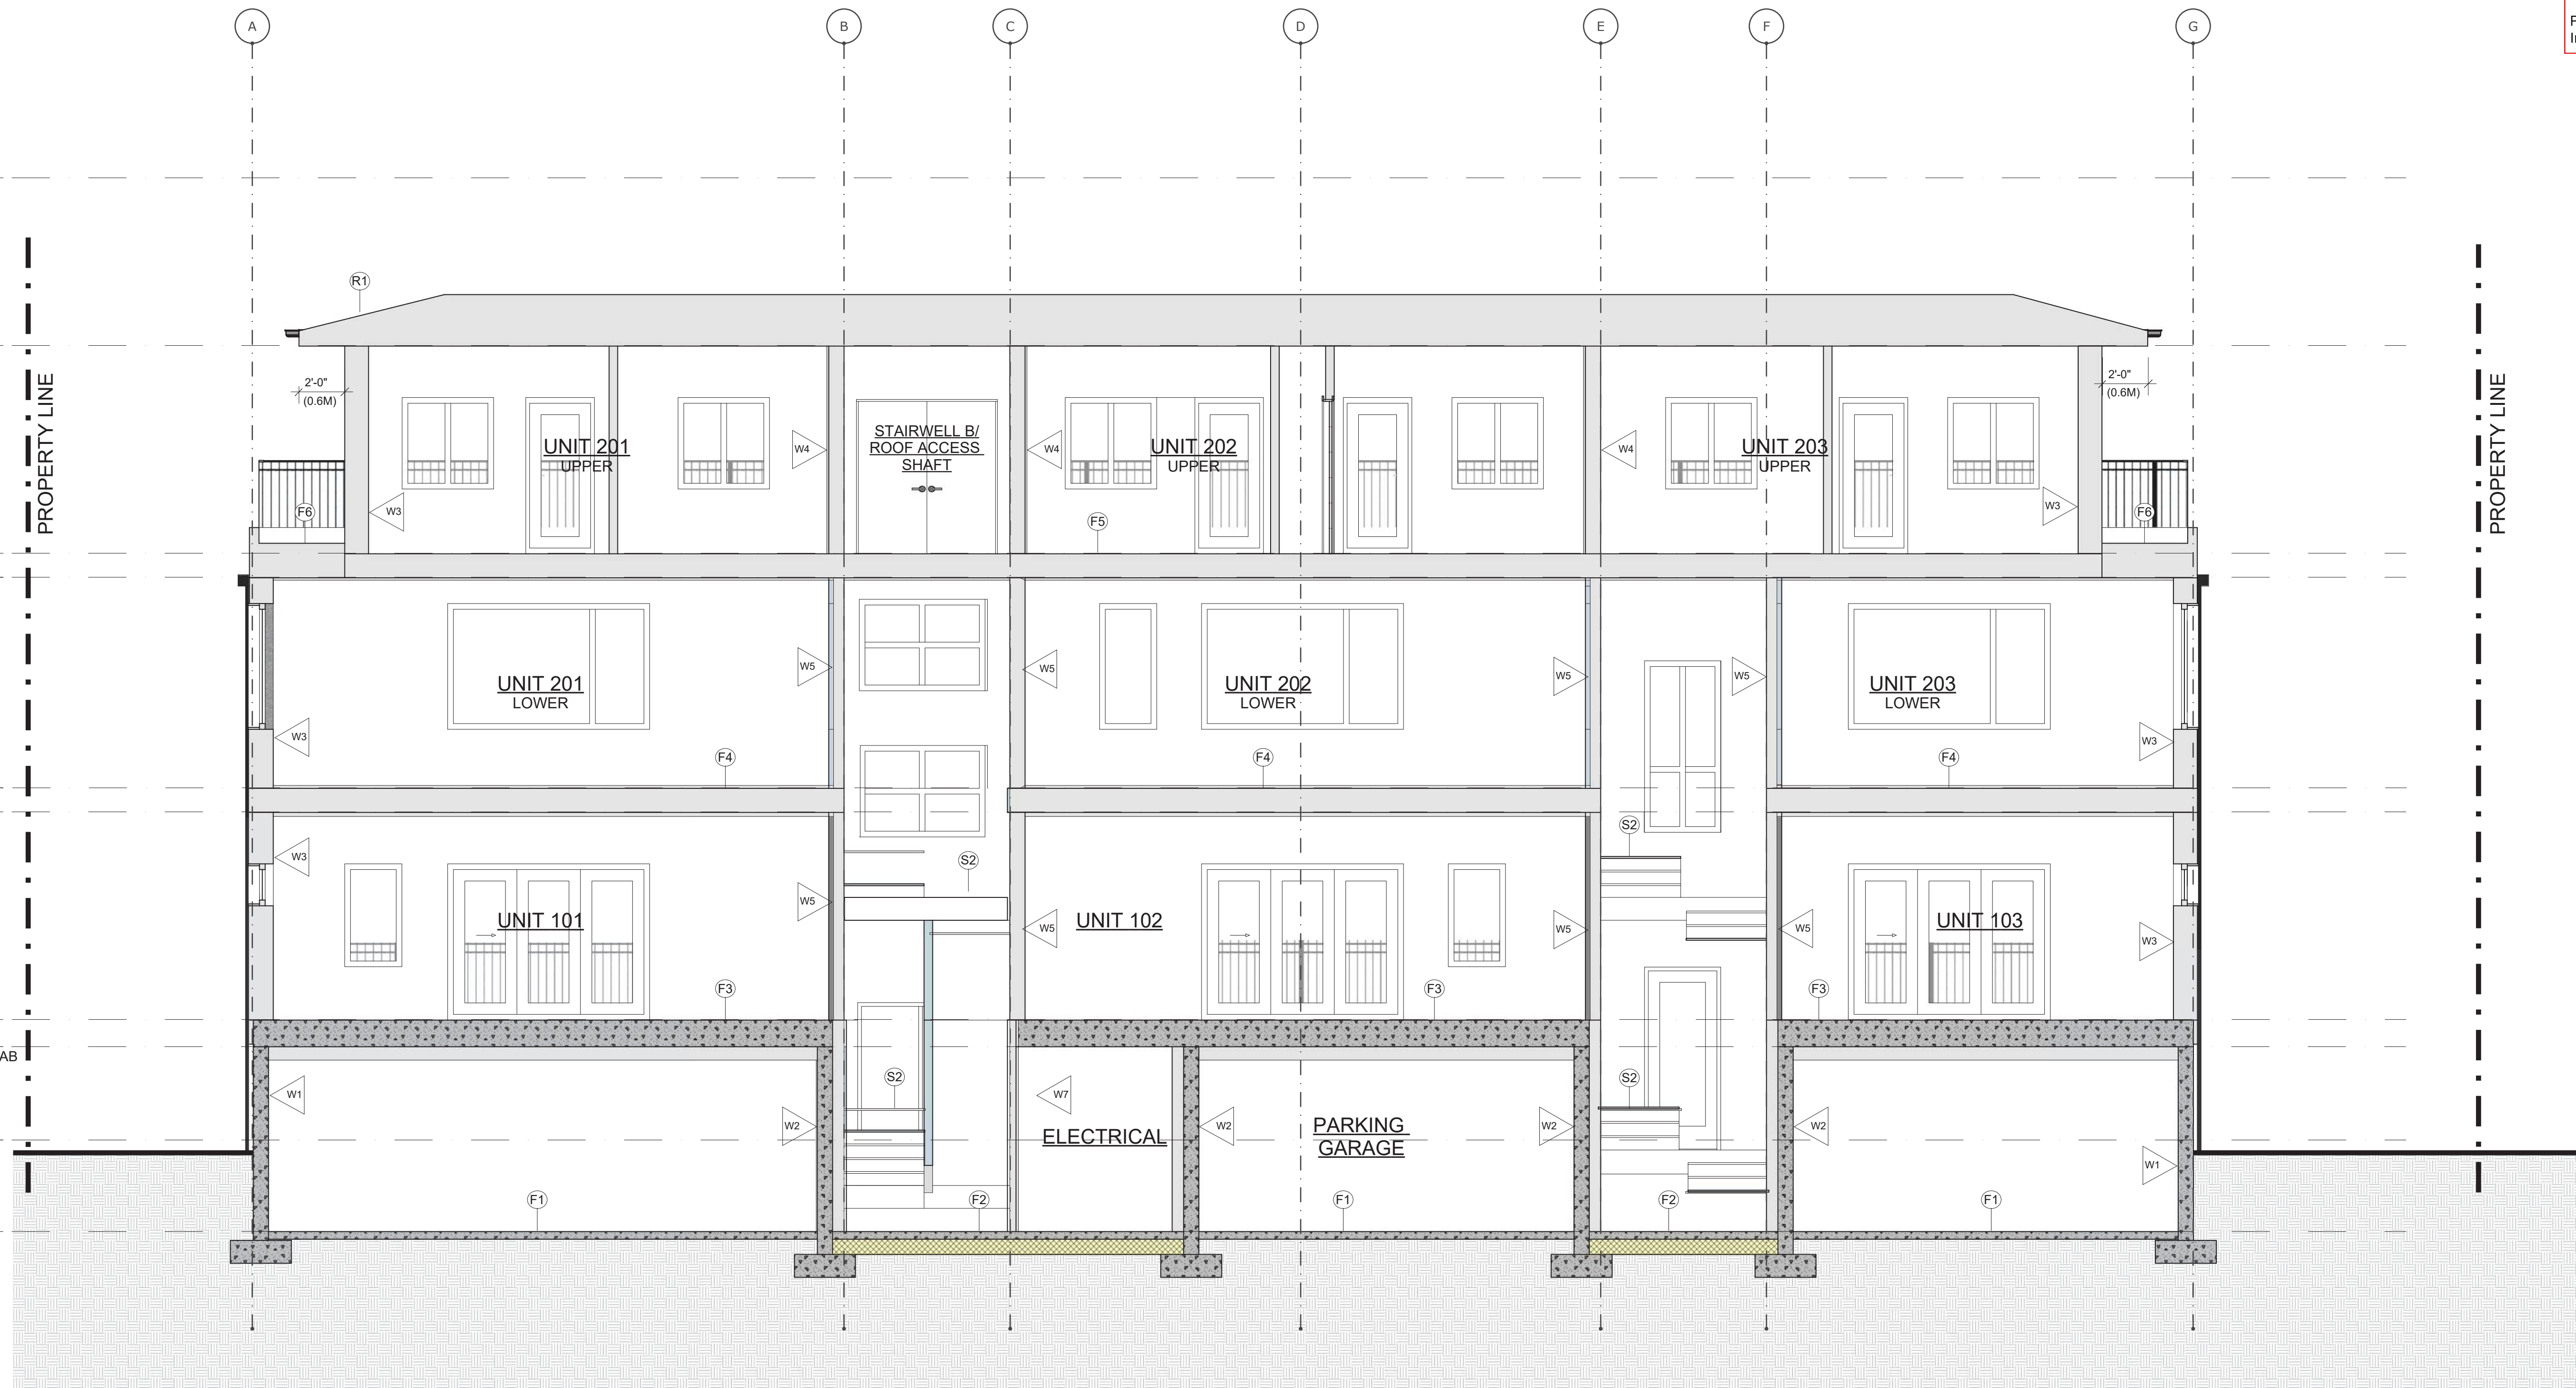 A
B
C
D
E
F
G
R1
PROPERTY LINE
2'-0"
(0.6M)
2'-0"
(0.6M)
PROPERTY LINE
UNIT 201
UPPER
W4
STAIRWELL B/
ROOF ACCESS
SHAFT
W4
UNIT 202
UPPER
W4
UNIT 203
UPPER
F6
W3
F5
W3
F6
UNIT 201
LOWER
W5
W5
UNIT 202
LOWER
W5
W5
UNIT 203
LOWER
W3
F4
F4
F4
W3
W3
S2
S2
UNIT 101
W5
W5
UNIT 102
W5
W5
UNIT 103
W3
F3
F3
F3
AB
W1
S2
W7
S2
W2
ELECTRICAL
W2
PARKING
GARAGE
W2
W2
W1
F1
F2
F1
F2
F1